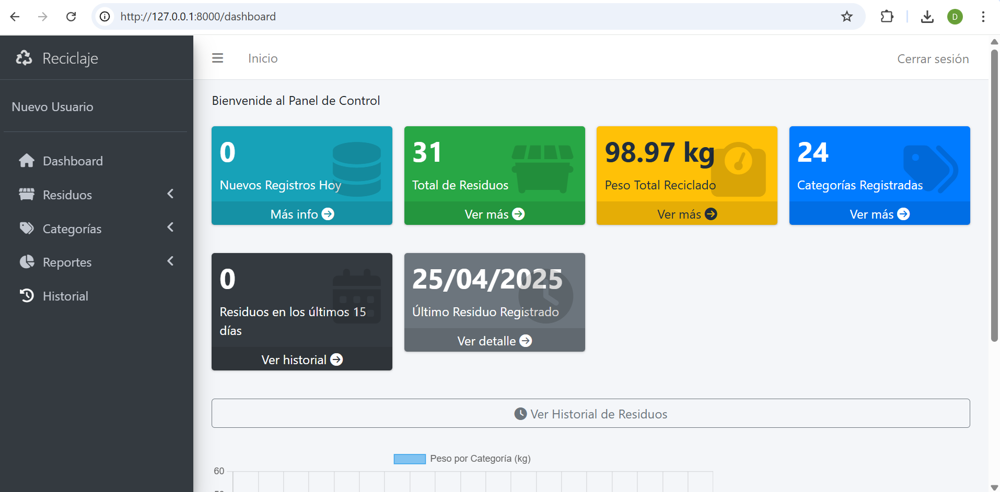 http://127.0.0.1:8000/dashboard
D
Reciclaje
Inicio
Cerrar sesión
Nuevo Usuario
Dashboard
Residuos
Categorías
Reportes
Historial
Bienvenide al Panel de Control
0
Nuevos Registros Hoy
Más info
31
Total de Residuos
Ver más
98.97 kg
Peso Total Reciclado
Ver más
24
Categorías Registradas
Ver más
0
Residuos en los últimos 15
días
Ver historial
25/04/2025
Último Residuo Registrado
Ver detalle
Ver Historial de Residuos
Peso por Categoría (kg)
60